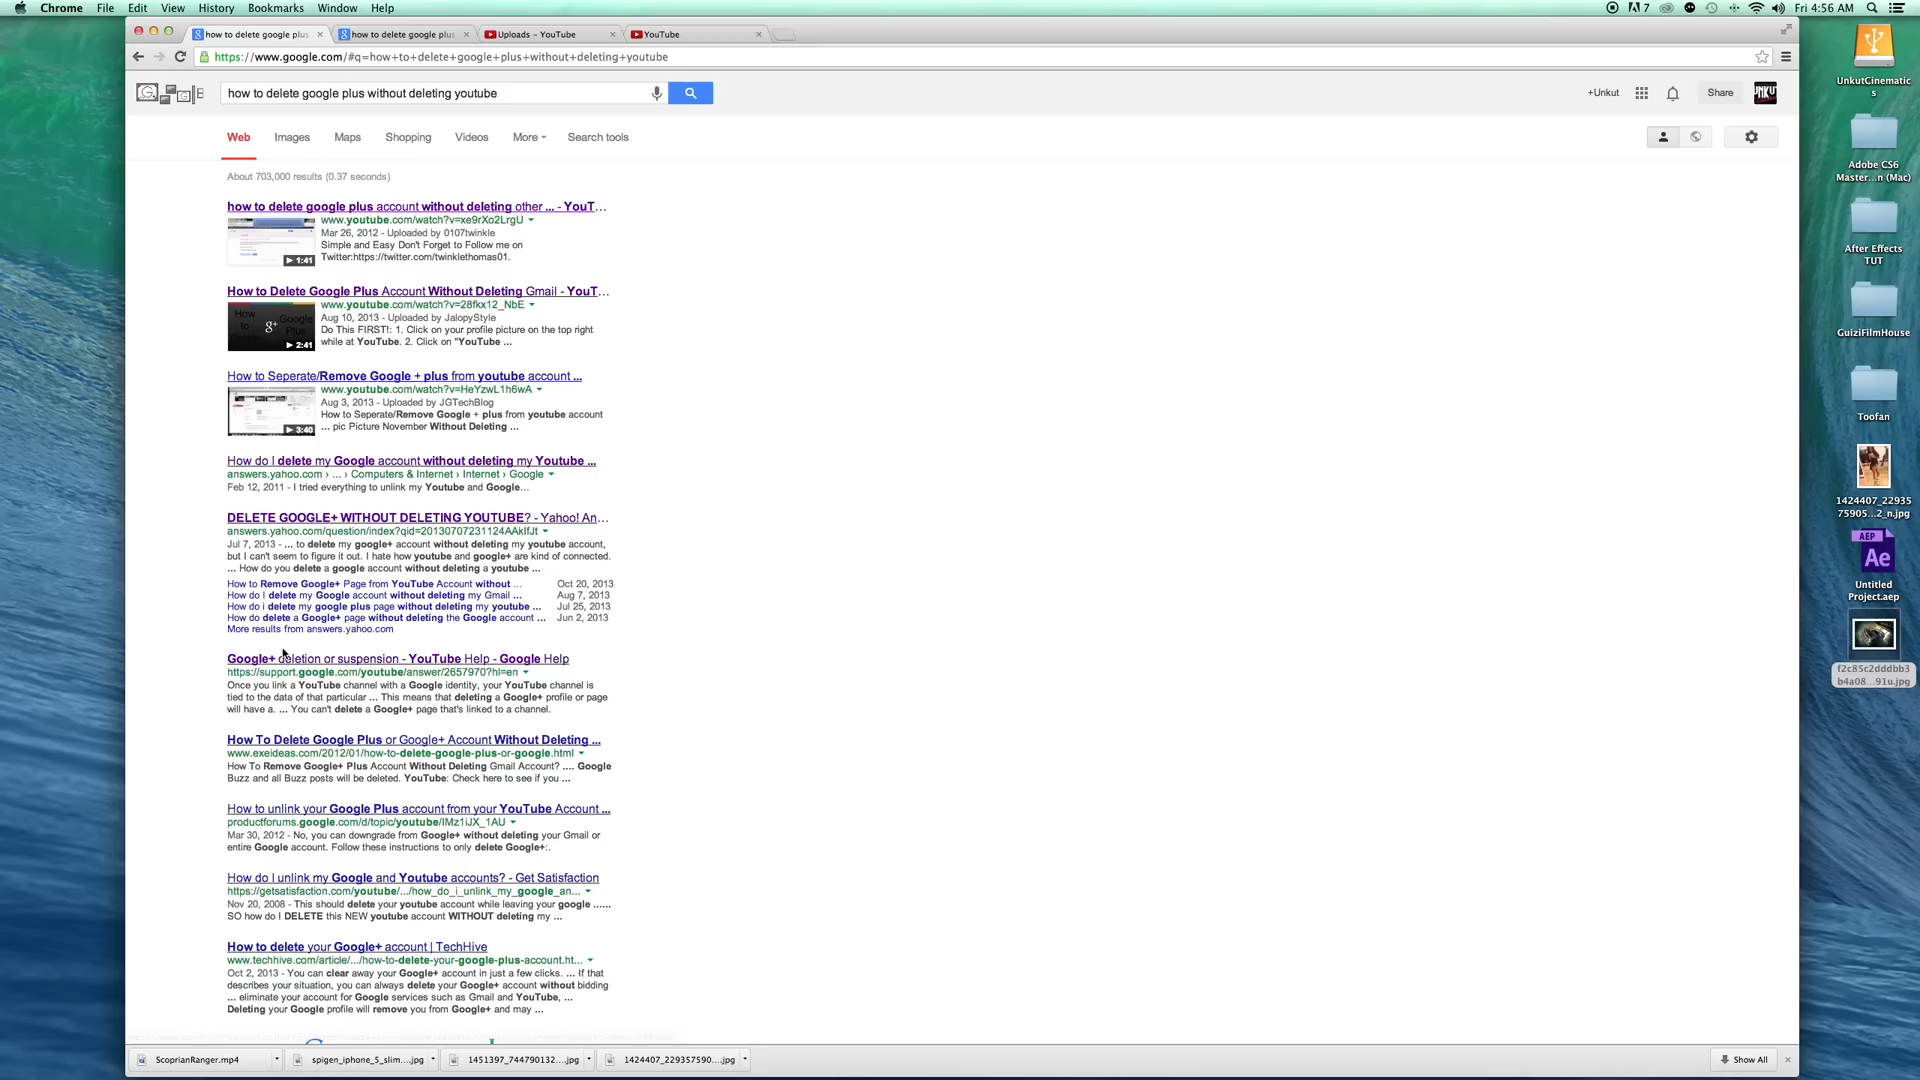 Chrome File Edit View History Bookmarks Window Help
7 Fri 4:56 AM
how to delete google plus
how to delete google plus
Uploads – YouTube
YouTube
https://www.google.com/#q=how+to+delete+google+plus+without+deleting+youtube
how to delete google plus without deleting youtube
+Unkut
Share
Web Images Maps Shopping Videos More Search tools
About 703,000 results (0.37 seconds)
how to delete google plus account without deleting other ... - YouT...
www.youtube.com/watch?v=xe9rXo2LrgU
Mar 26, 2012 - Uploaded by 0107twinkle
Simple and Easy Don't Forget to Follow me on
Twitter:https://twitter.com/twinklethomas01.
1:41
How to Delete Google Plus Account Without Deleting Gmail - YouT...
www.youtube.com/watch?v=28fkx12_NbE
Aug 10, 2013 - Uploaded by JalopyStyle
Do This FIRST!: 1. Click on your profile picture on the top right
while at YouTube. 2. Click on "YouTube ...
2:41
How to Seperate/Remove Google + plus from youtube account ...
www.youtube.com/watch?v=HeYzwL1h6wA
Aug 3, 2013 - Uploaded by JGTechBlog
How to Seperate/Remove Google + plus from youtube account
... pic Picture November Without Deleting ...
3:40
How do I delete my Google account without deleting my Youtube ...
answers.yahoo.com › ... › Computers & Internet › Internet › Google
Feb 12, 2011 - I tried everything to unlink my Youtube and Google...
DELETE GOOGLE+ WITHOUT DELETING YOUTUBE? - Yahoo! An...
answers.yahoo.com/question/index?qid=20130707231124AAkIfJt
Jul 7, 2013 - ... to delete my google+ account without deleting my youtube account,
but I can't seem to figure it out. I hate how youtube and google+ are kind of connected.
... How do you delete a google account without deleting a youtube ...
How to Remove Google+ Page from YouTube Account without ... Oct 20, 2013
How do I delete my Google account without deleting my Gmail ... Aug 7, 2013
How do i delete my google plus page without deleting my youtube ... Jul 25, 2013
How do delete a Google+ page without deleting the Google account ... Jun 2, 2013
More results from answers.yahoo.com
Google+ deletion or suspension - YouTube Help - Google Help
https://support.google.com/youtube/answer/2657970?hl=en
Once you link a YouTube channel with a Google identity, your YouTube channel is
tied to the data of that particular ... This means that deleting a Google+ profile or page
will have a. ... You can't delete a Google+ page that's linked to a channel.
How To Delete Google Plus or Google+ Account Without Deleting ...
www.exeideas.com/2012/01/how-to-delete-google-plus-or-google.html
How To Remove Google+ Plus Account Without Deleting Gmail Account? .... Google
Buzz and all Buzz posts will be deleted. YouTube: Check here to see if you ...
How to unlink your Google Plus account from your YouTube Account ...
productforums.google.com/d/topic/youtube/IMz1iJX_1AU
Mar 30, 2012 - No, you can downgrade from Google+ without deleting your Gmail or
entire Google account. Follow these instructions to only delete Google+:.
How do I unlink my Google and Youtube accounts? - Get Satisfaction
https://getsatisfaction.com/youtube/.../how_do_i_unlink_my_google_an...
Nov 20, 2008 - This should delete your youtube account while leaving your google ......
SO how do I DELETE this NEW youtube account WITHOUT deleting my ...
How to delete your Google+ account | TechHive
www.techhive.com/article/.../how-to-delete-your-google-plus-account.ht...
Oct 2, 2013 - You can clear away your Google+ account in just a few clicks. ... If that
describes your situation, you can always delete your Google+ account without bidding
... eliminate your account for Google services such as Gmail and YouTube, ...
Deleting your Google profile will remove you from Google+ and may ...
ScoprianRanger.mp4
spigen_iphone_5_slim....jpg
1451397_744790132....jpg
1424407_229357590....jpg
Show All
UnkutCinematic
s
Adobe CS6
Master...n (Mac)
After Effects
TUT
GuiziFilmHouse
Toofan
1424407_22935
75905...2_n.jpg
AEP
Ae
Untitled
Project.aep
f2c85c2dddbb3
b4a08...91u.jpg